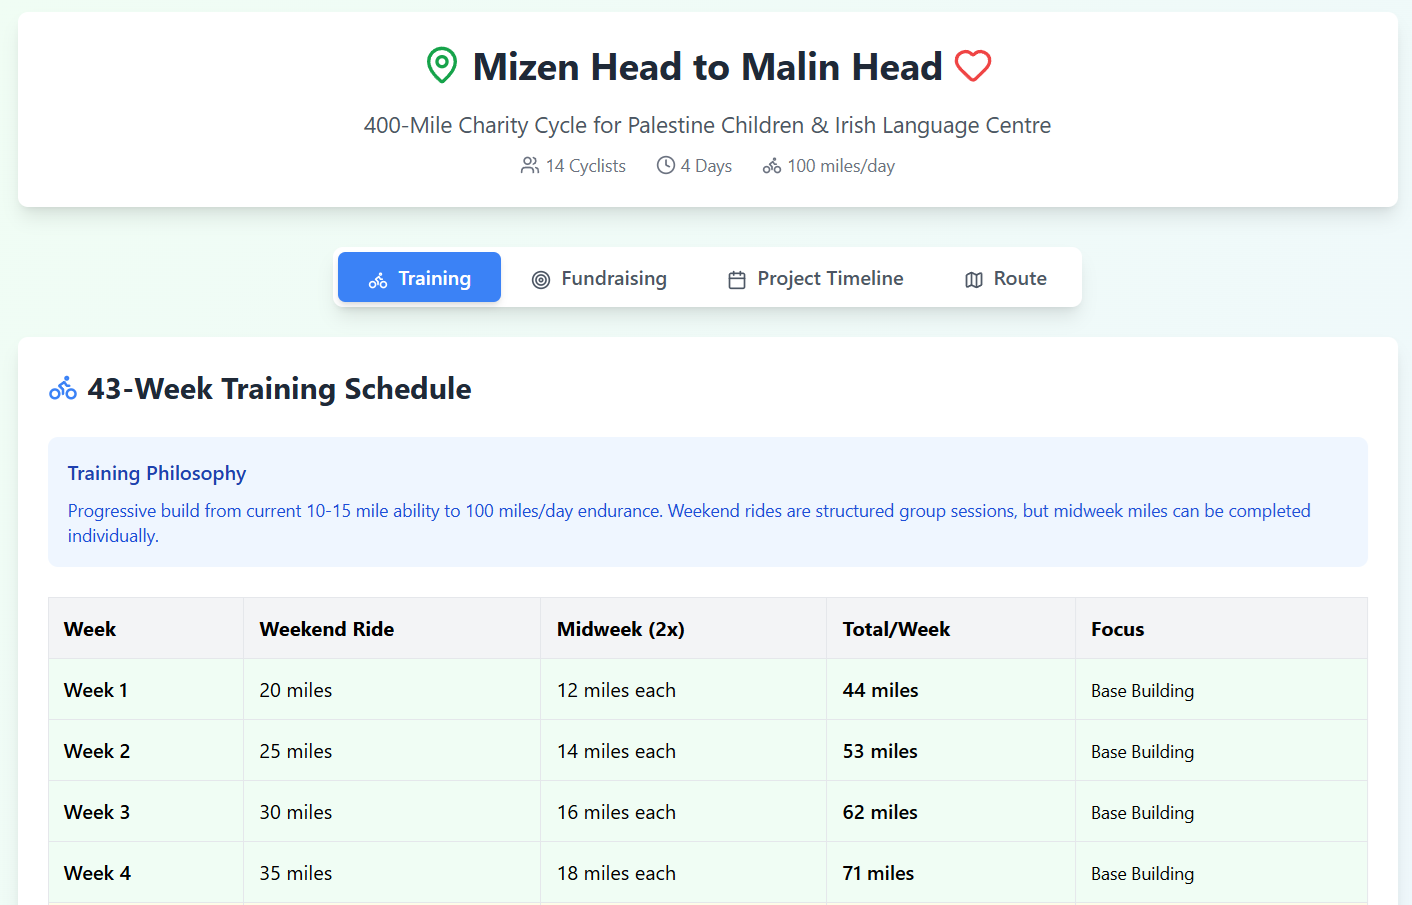 Mizen Head to Malin Head
400-Mile Charity Cycle for Palestine Children & Irish Language Centre
14 Cyclists 4 Days 100 miles/day
Training Fundraising Project Timeline Route
43-Week Training Schedule
Training Philosophy
Progressive build from current 10-15 mile ability to 100 miles/day endurance. Weekend rides are structured group sessions, but midweek miles can be completed
individually.
Week Weekend Ride Midweek (2x) Total/Week Focus
Week 1 20 miles 12 miles each 44 miles Base Building
Week 2 25 miles 14 miles each 53 miles Base Building
Week 3 30 miles 16 miles each 62 miles Base Building
Week 4 35 miles 18 miles each 71 miles Base Building